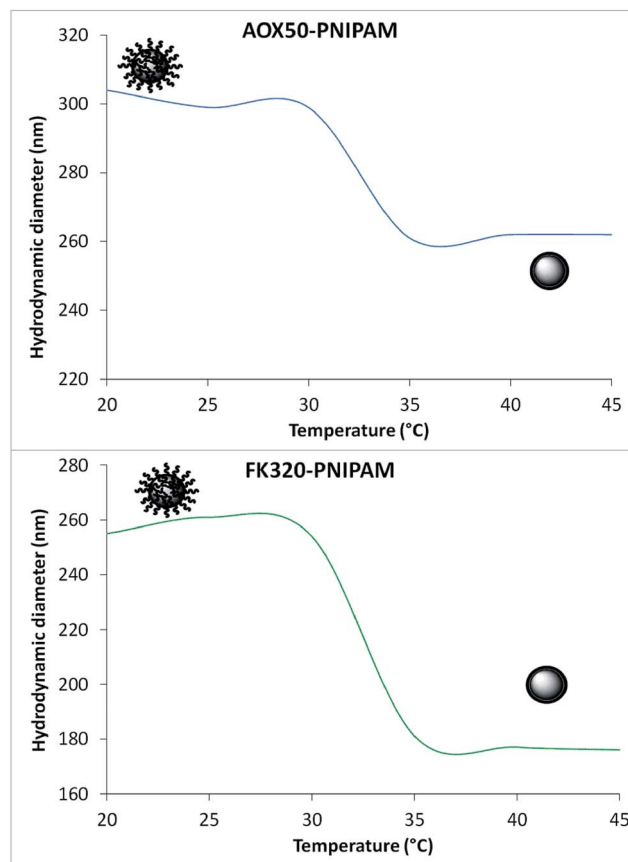 AOX50-PNIPAM
Hydrodynamic diameter (nm)
320
300
280
260
240
220
20 25 30 35 40 45
Temperature (°C)
FK320-PNIPAM
Hydrodynamic diameter (nm)
280
260
240
220
200
180
160
20 25 30 35 40 45
Temperature (°C)